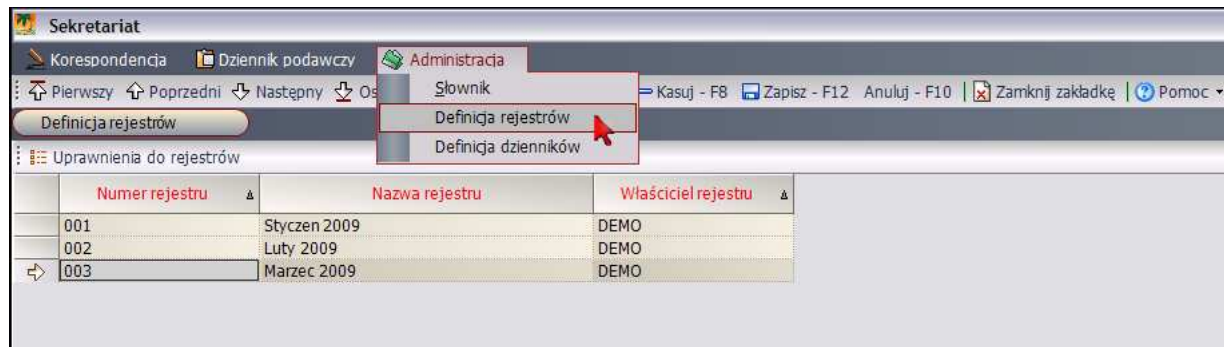 Sekretariat
Korespondencja Dziennik podawczy Administracja
Pierwszy Poprzedni Następny Os Kasuj - F8 Zapisz - F12 Anuluj - F10 Zamknij zakładkę Pomoc
Słownik
Definicja rejestrów
Definicja dzienników
Definicja rejestrów
Uprawnienia do rejestrów
Numer rejestru Nazwa rejestru Właściciel rejestru
001 Styczen 2009 DEMO
002 Luty 2009 DEMO
003 Marzec 2009 DEMO